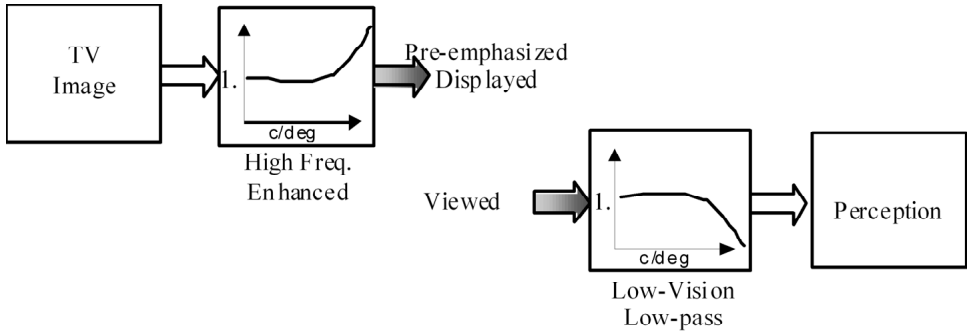 TV
Image
1.
c/deg
High Freq.
Enhanced
Pre-emphasized
Displayed
Viewed
1.
c/deg
Low-Vision
Low-pass
Perception